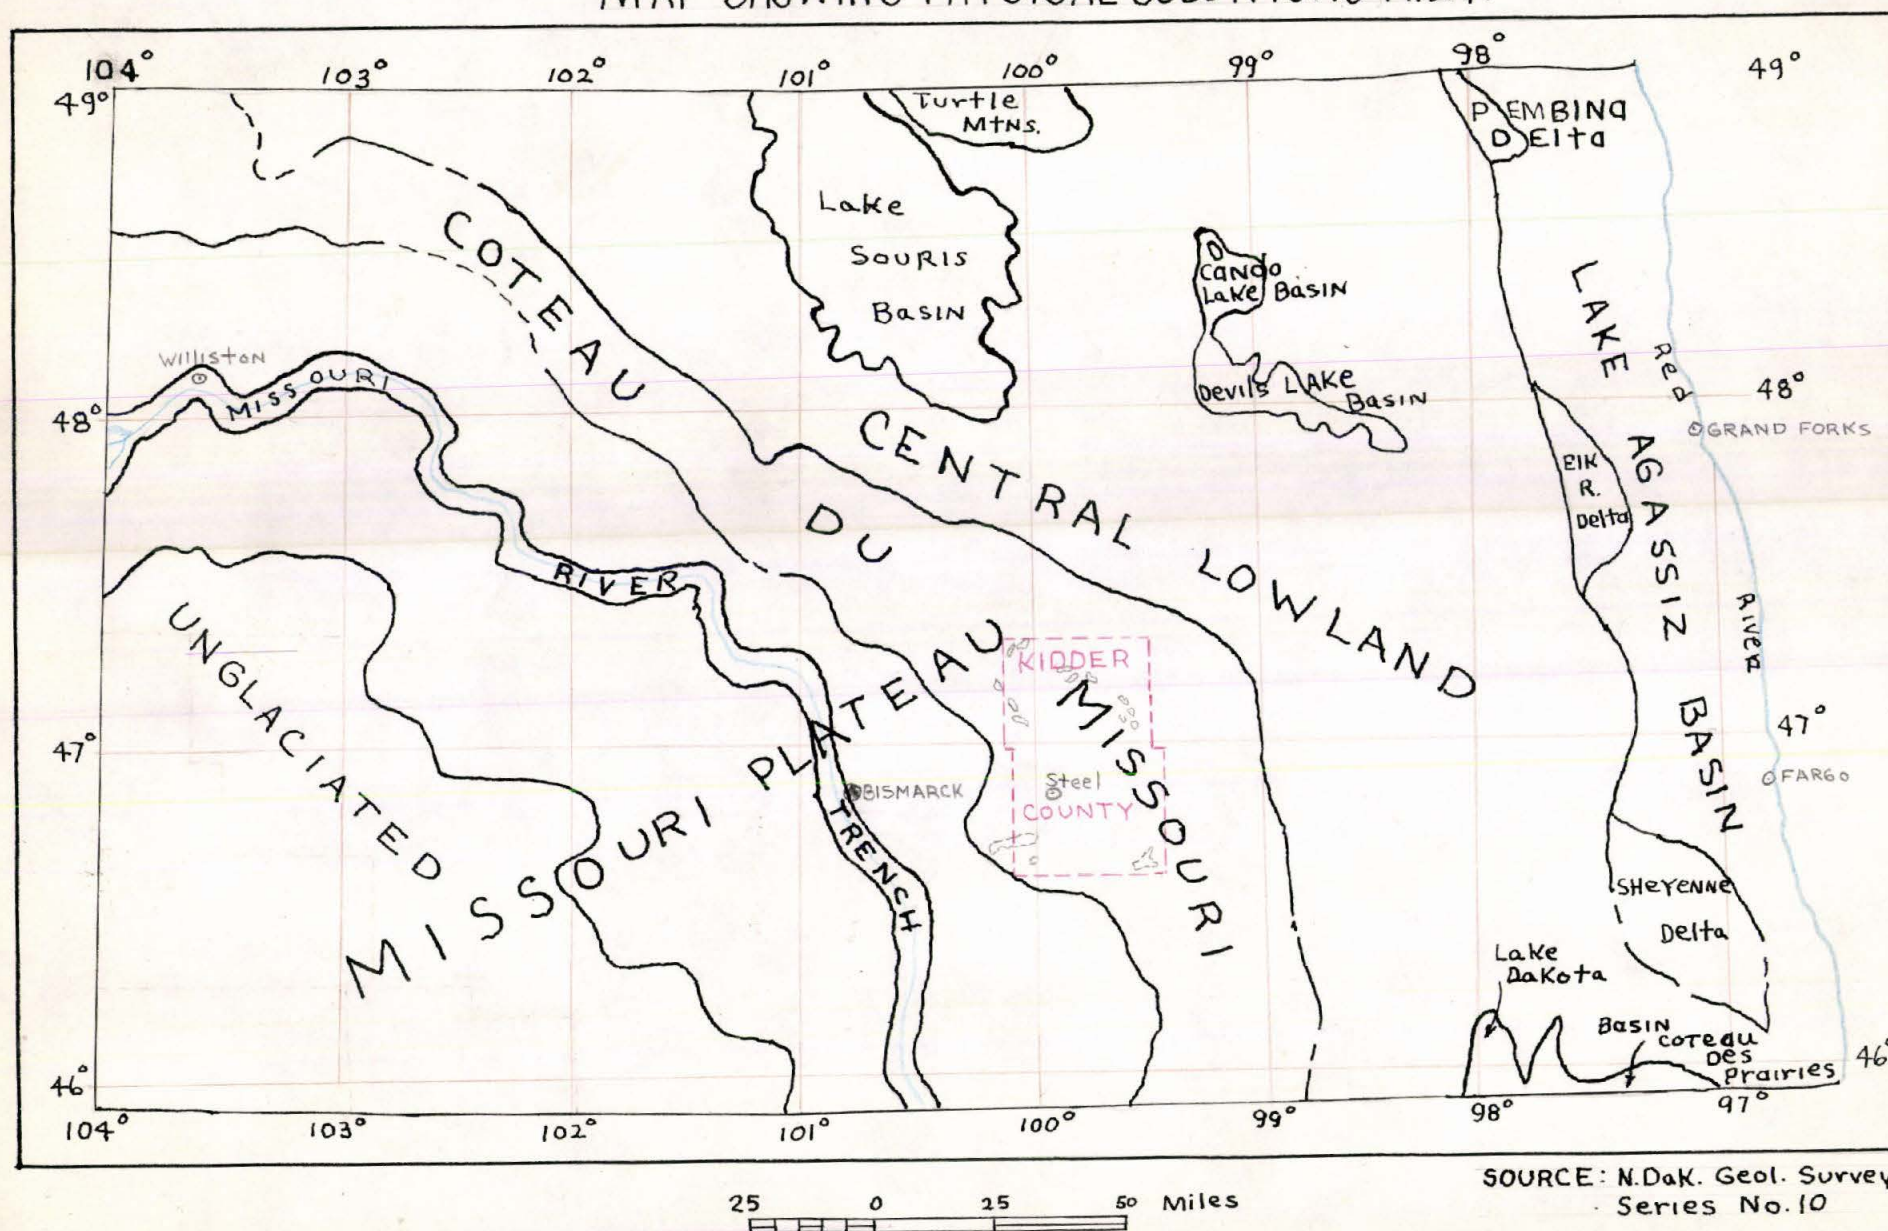 MAP SHOWING PHYSICAL SUBDIVISIONS
104° 103° 102° 101° 100° 99° 98° 49°
49°
Turtle
Mtns.
PEMBINA
DElta
Lake
SOURIS
BasIN
CaNdo
Lake BASIN
Devils LAke
BasIN
COTEAU
DU
MISSOURI
Williston
MISSOURI
RIVER
TRENCH
48°
48°
CENTRAL LOWLAND
LAKE AGASSIZ BASIN
Red
River
GRAND FORKS
ElK
R.
Delta
UNGLACIATED
MISSOURI PLATEAU
KIDDER
COUNTY
Steel
BISMARCK
47°
47°
FARGO
SHeyeNNe
Delta
Lake
Dakota
BasIN
COTEaU
Des
Prairies
46°
46°
104° 103° 102° 101° 100° 99° 98° 97°
25 0 25 50 Miles
SOURCE: N.Dak. Geol. Survey
Series No. 10